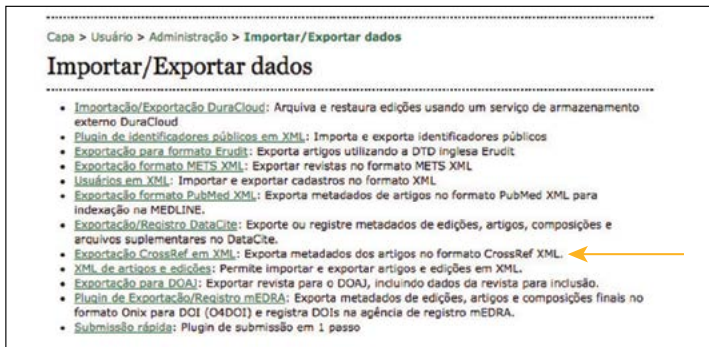 Capa > Usuário > Administração > Importar/Exportar dados
Importar/Exportar dados
• Importação/Exportação DuraCloud: Arquiva e restaura edições usando um serviço de armazenamento
externo DuraCloud
• Plugin de identificadores públicos em XML: Importa e exporta identificadores públicos
• Exportação para formato Erudit: Exporta artigos utilizando a DTD inglesa Erudit
• Exportação formato METS XML: Exportar revistas no formato METS XML
• Usuários em XML: Importar e exportar cadastros no formato XML
• Exportação formato PubMed XML: Exporta metadados de artigos no formato PubMed XML para
indexação na MEDLINE.
• Exportação/Registro DataCite: Exporte ou registre metadados de edições, artigos, composições e
arquivos suplementares no DataCite.
• Exportação CrossRef em XML: Exporta metadados dos artigos no formato CrossRef XML.
• XML de artigos e edições: Permite importar e exportar artigos e edições em XML.
• Exportação para DOAJ: Exportar revista para o DOAJ, incluindo dados da revista para inclusão.
• Plugin de Exportação/Registro mEDRA: Exporta metadados de edições, artigos e composições finais no
formato Onix para DOI (O4DOI) e registra DOIs na agência de registro mEDRA.
• Submissão rápida: Plugin de submissão em 1 passo